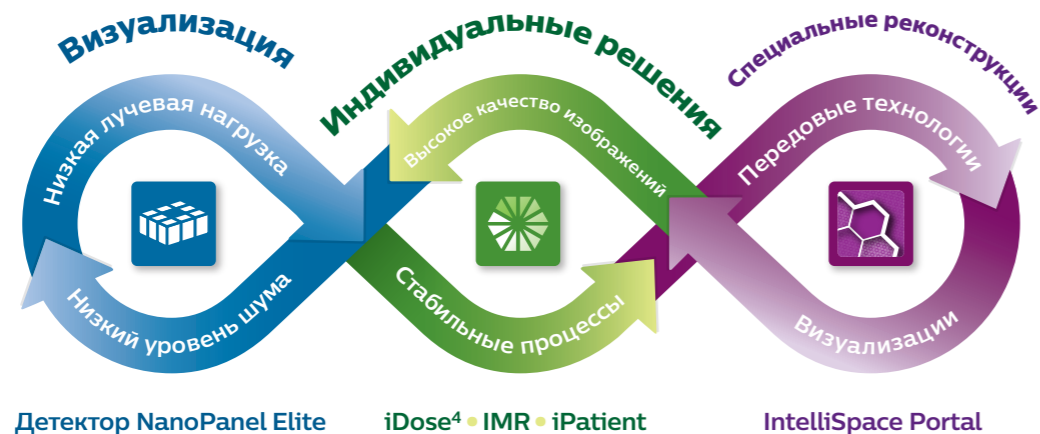 Визуализация
Индивидуальные решения
Специальные реконструкции
Низкая лучевая нагрузка
Низкий уровень шума
Высокое качество изображений
Стабильные процессы
Передовые технологии
Визуализации
Детектор NanoPanel Elite
iDose⁴ • IMR • iPatient
IntelliSpace Portal